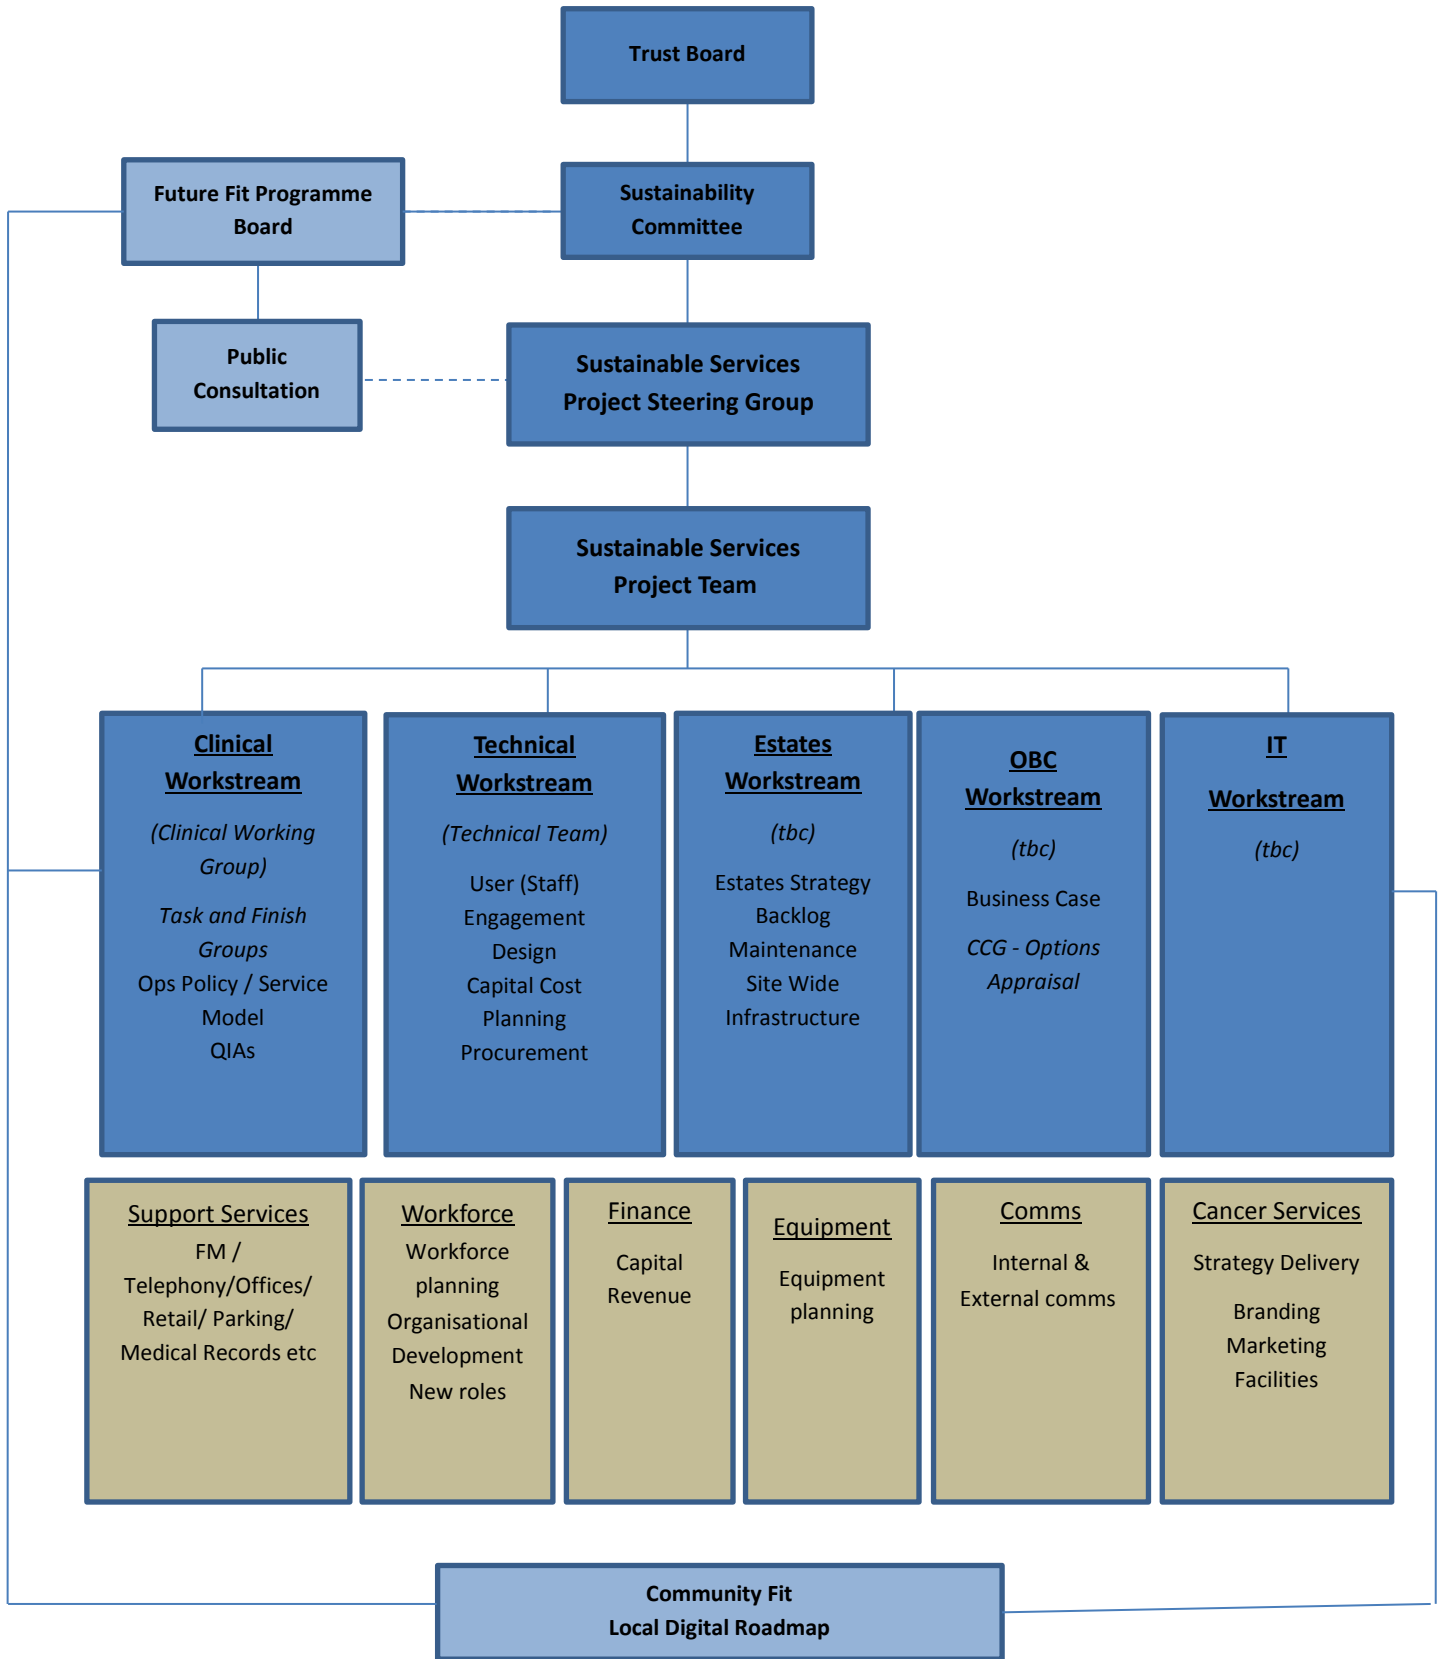 Trust Board
Future Fit Programme
Board
Sustainability
Committee
Public
Consultation
Sustainable Services
Project Steering Group
Sustainable Services
Project Team
Clinical
Workstream
(Clinical Working
Group)
Task and Finish
Groups
Ops Policy / Service
Model
QIAs
Technical
Workstream
(Technical Team)
User (Staff)
Engagement
Design
Capital Cost
Planning
Procurement
Estates
Workstream
(tbc)
Estates Strategy
Backlog
Maintenance
Site Wide
Infrastructure
OBC
Workstream
(tbc)
Business Case
CCG - Options
Appraisal
IT
Workstream
(tbc)
Support Services
FM /
Telephony/Offices/
Retail/ Parking/
Medical Records etc
Workforce
Workforce
planning
Organisational
Development
New roles
Finance
Capital
Revenue
Equipment
Equipment
planning
Comms
Internal &
External comms
Cancer Services
Strategy Delivery
Branding
Marketing
Facilities
Community Fit
Local Digital Roadmap